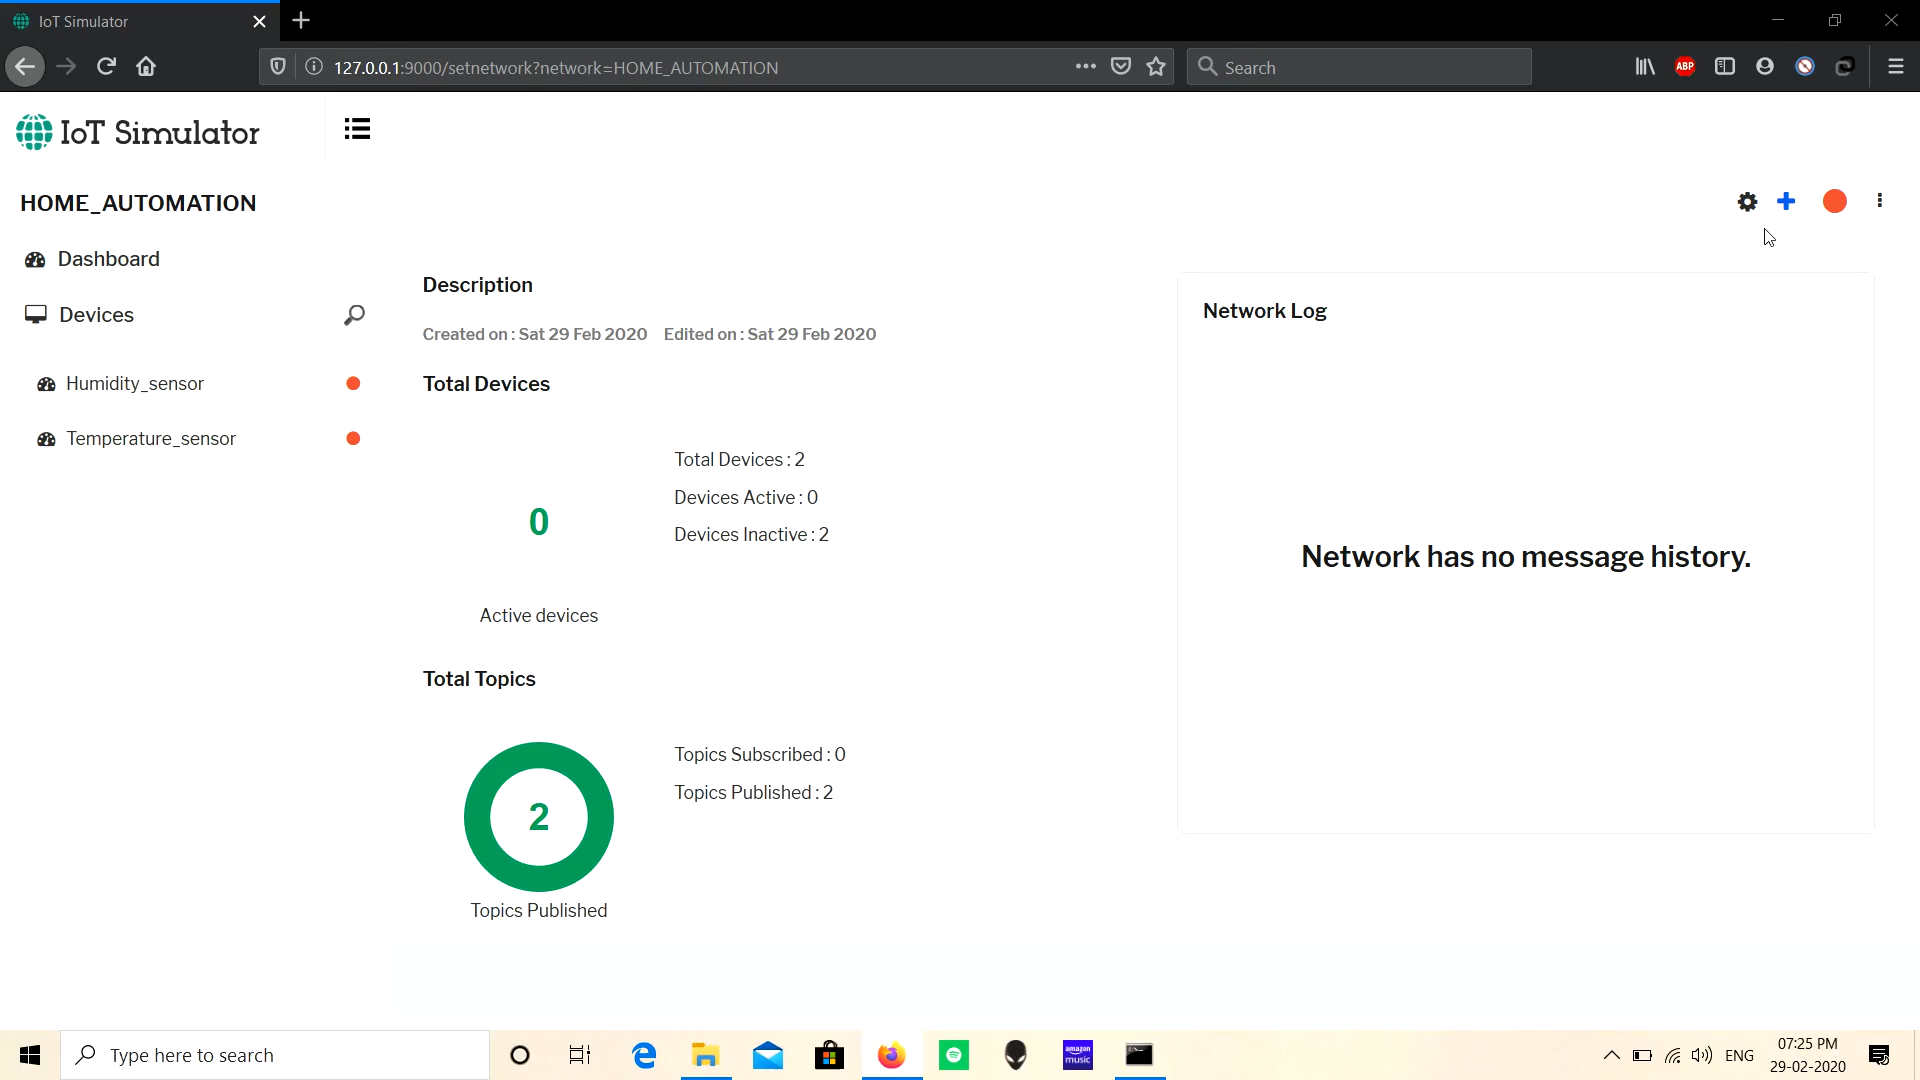 IoT Simulator
127.0.0.1:9000/setnetwork?network=HOME_AUTOMATION
Search
ABP
IoT Simulator
HOME_AUTOMATION
Dashboard
Devices
Humidity_sensor
Temperature_sensor
Description
Created on : Sat 29 Feb 2020 Edited on : Sat 29 Feb 2020
Total Devices
0
Active devices
Total Devices : 2
Devices Active : 0
Devices Inactive : 2
Total Topics
2
Topics Published
Topics Subscribed : 0
Topics Published : 2
Network Log
Network has no message history.
Type here to search
amazon
music
ENG
07:25 PM
29-02-2020